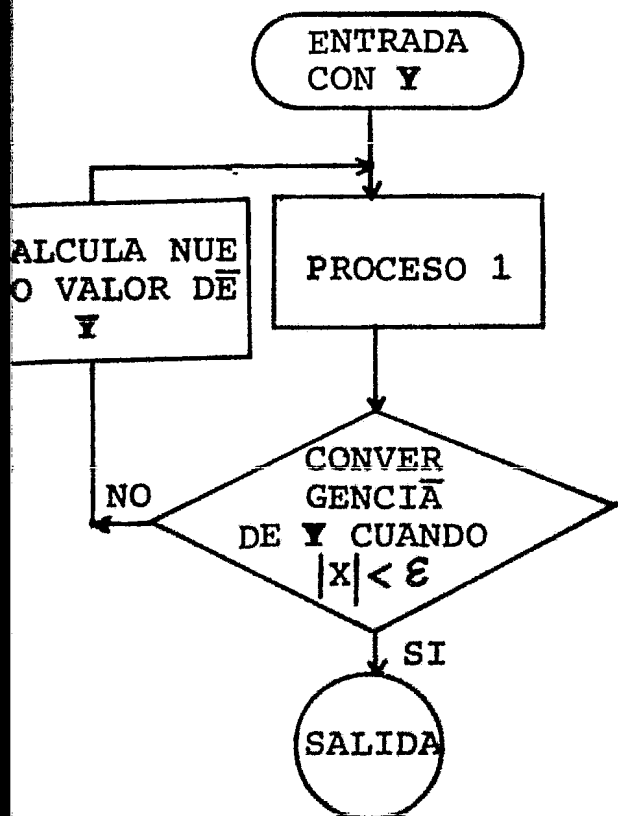 ENTRADA
CON Y
PROCESO 1
ALCULA NUE
O VALOR DE
Y
CONVER
GENCIA
DE Y CUANDO
|X| < ε
NO
SI
SALIDA